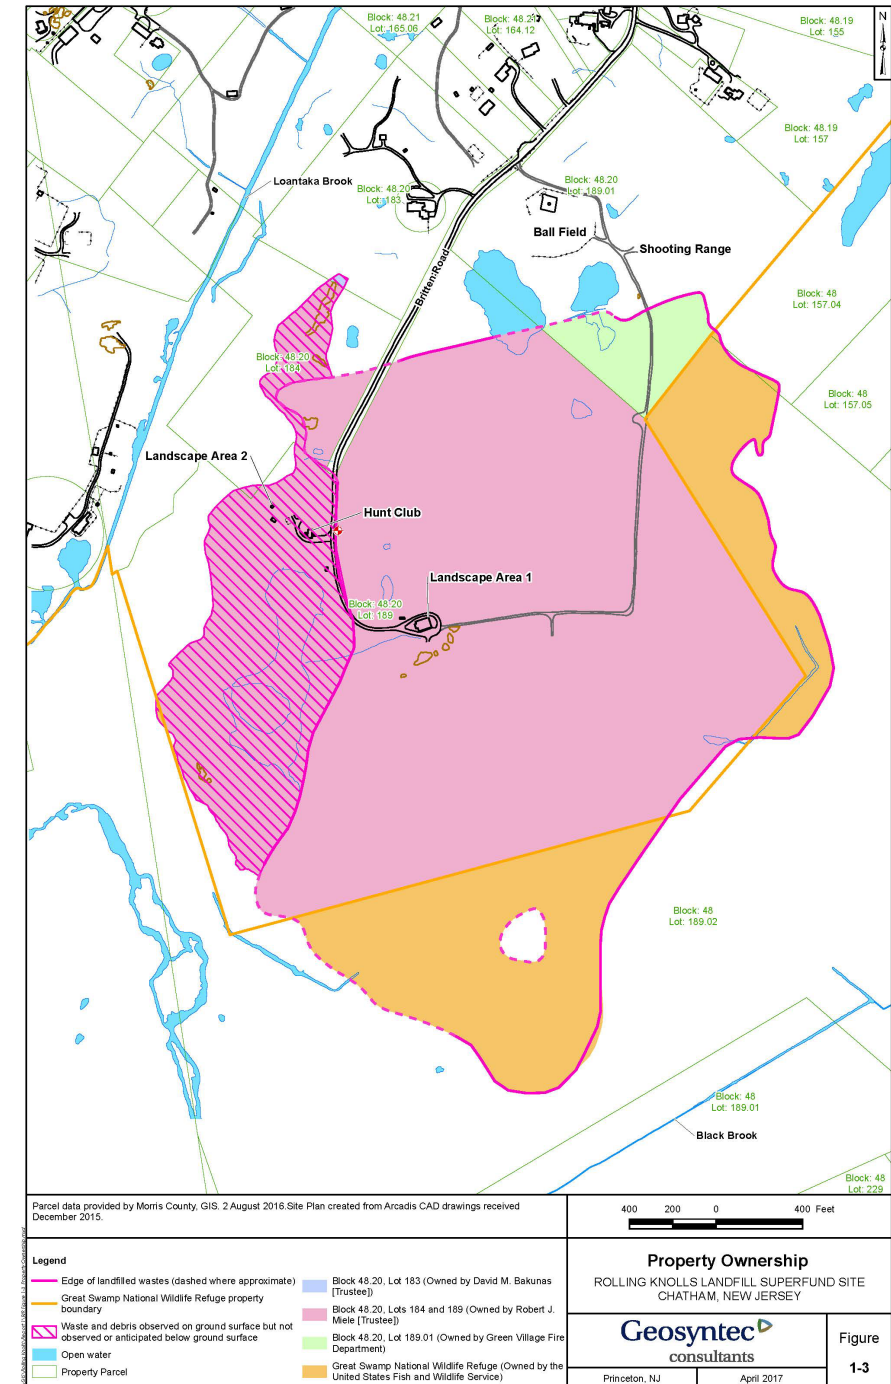 Block: 48.21
Lot: 165.06
Block: 48.21
Lot: 164.12
Block: 48.19
Lot: 155
N
Block: 48.19
Lot: 157
Loantaka Brook
Block: 48.20
Lot: 183
Block: 48.20
Lot: 189.01
Ball Field
Shooting Range
Britten Road
Block: 48
Lot: 157.04
Block: 48.20
Lot: 184
Block: 48
Lot: 157.05
Landscape Area 2
Hunt Club
Landscape Area 1
Block: 48.20
Lot: 189
Block: 48
Lot: 189.02
Block: 48
Lot: 189.01
Black Brook
Block: 48
Lot: 229
Parcel data provided by Morris County, GIS. 2 August 2016.Site Plan created from Arcadis CAD drawings received
December 2015.
400 200 0 400 Feet
Legend
Edge of landfilled wastes (dashed where approximate)
Great Swamp National Wildlife Refuge property
boundary
Waste and debris observed on ground surface but not
observed or anticipated below ground surface
Open water
Property Parcel
Block 48.20, Lot 183 (Owned by David M. Bakunas
[Trustee])
Block 48.20, Lots 184 and 189 (Owned by Robert J.
Miele [Trustee])
Block 48.20, Lot 189.01 (Owned by Green Village Fire
Department)
Great Swamp National Wildlife Refuge (Owned by the
United States Fish and Wildlife Service)
Property Ownership
ROLLING KNOLLS LANDFILL SUPERFUND SITE
CHATHAM, NEW JERSEY
Geosyntec
consultants
Princeton, NJ
April 2017
Figure
1-3